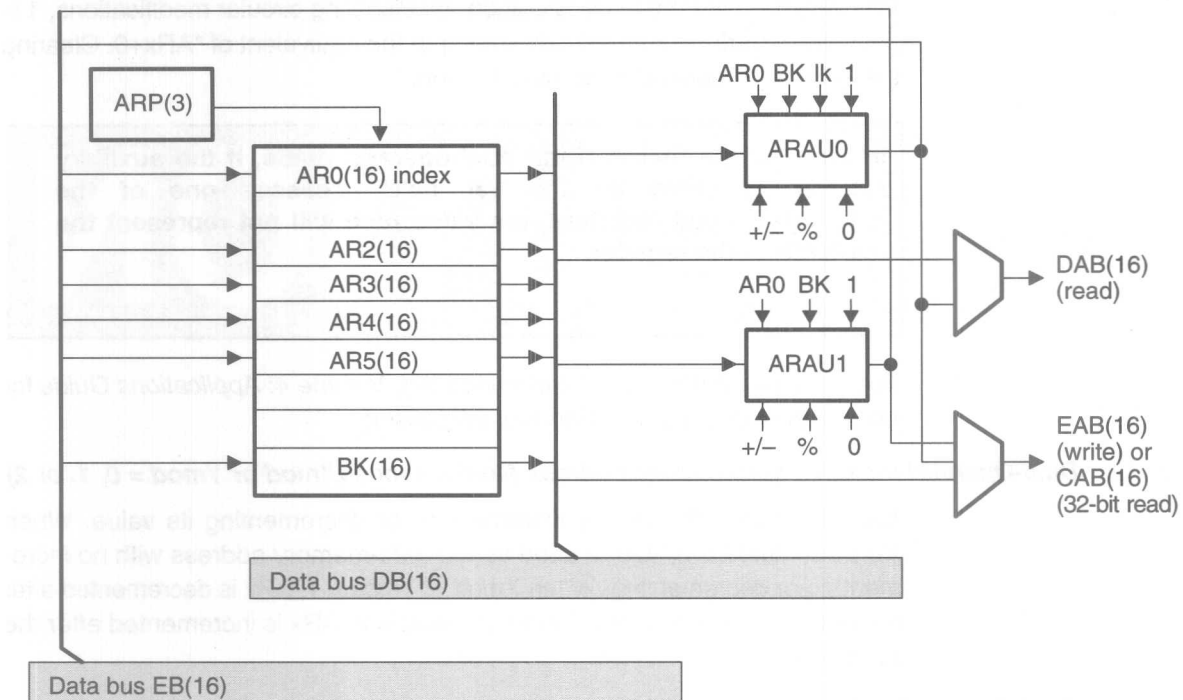 AR0 BK lk 1
ARP(3)
ARAU0
AR0(16) index
+/– % 0
AR2(16)
AR3(16)
AR4(16)
AR5(16)
BK(16)
AR0 BK 1
ARAU1
+/– % 0
DAB(16)
(read)
EAB(16)
(write) or
CAB(16)
(32-bit read)
Data bus DB(16)
Data bus EB(16)